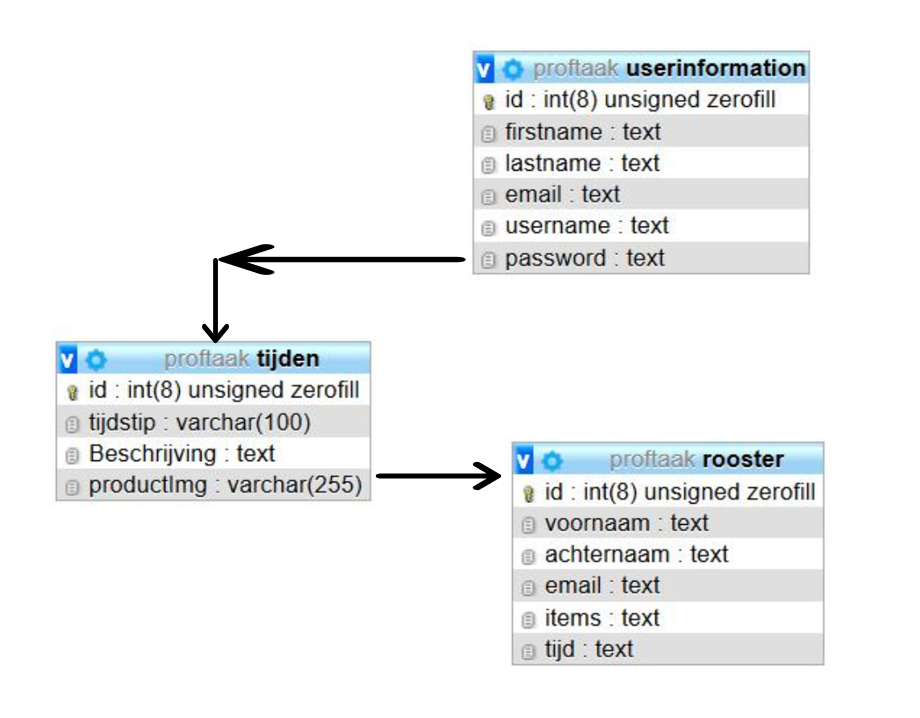 v proftaak userinformation
id : int(8) unsigned zerofill
firstname : text
lastname : text
email : text
username : text
password : text
v proftaak tijden
id : int(8) unsigned zerofill
tijdstip : varchar(100)
Beschrijving : text
productImg : varchar(255)
v proftaak rooster
id : int(8) unsigned zerofill
voornaam : text
achternaam : text
email : text
items : text
tijd : text